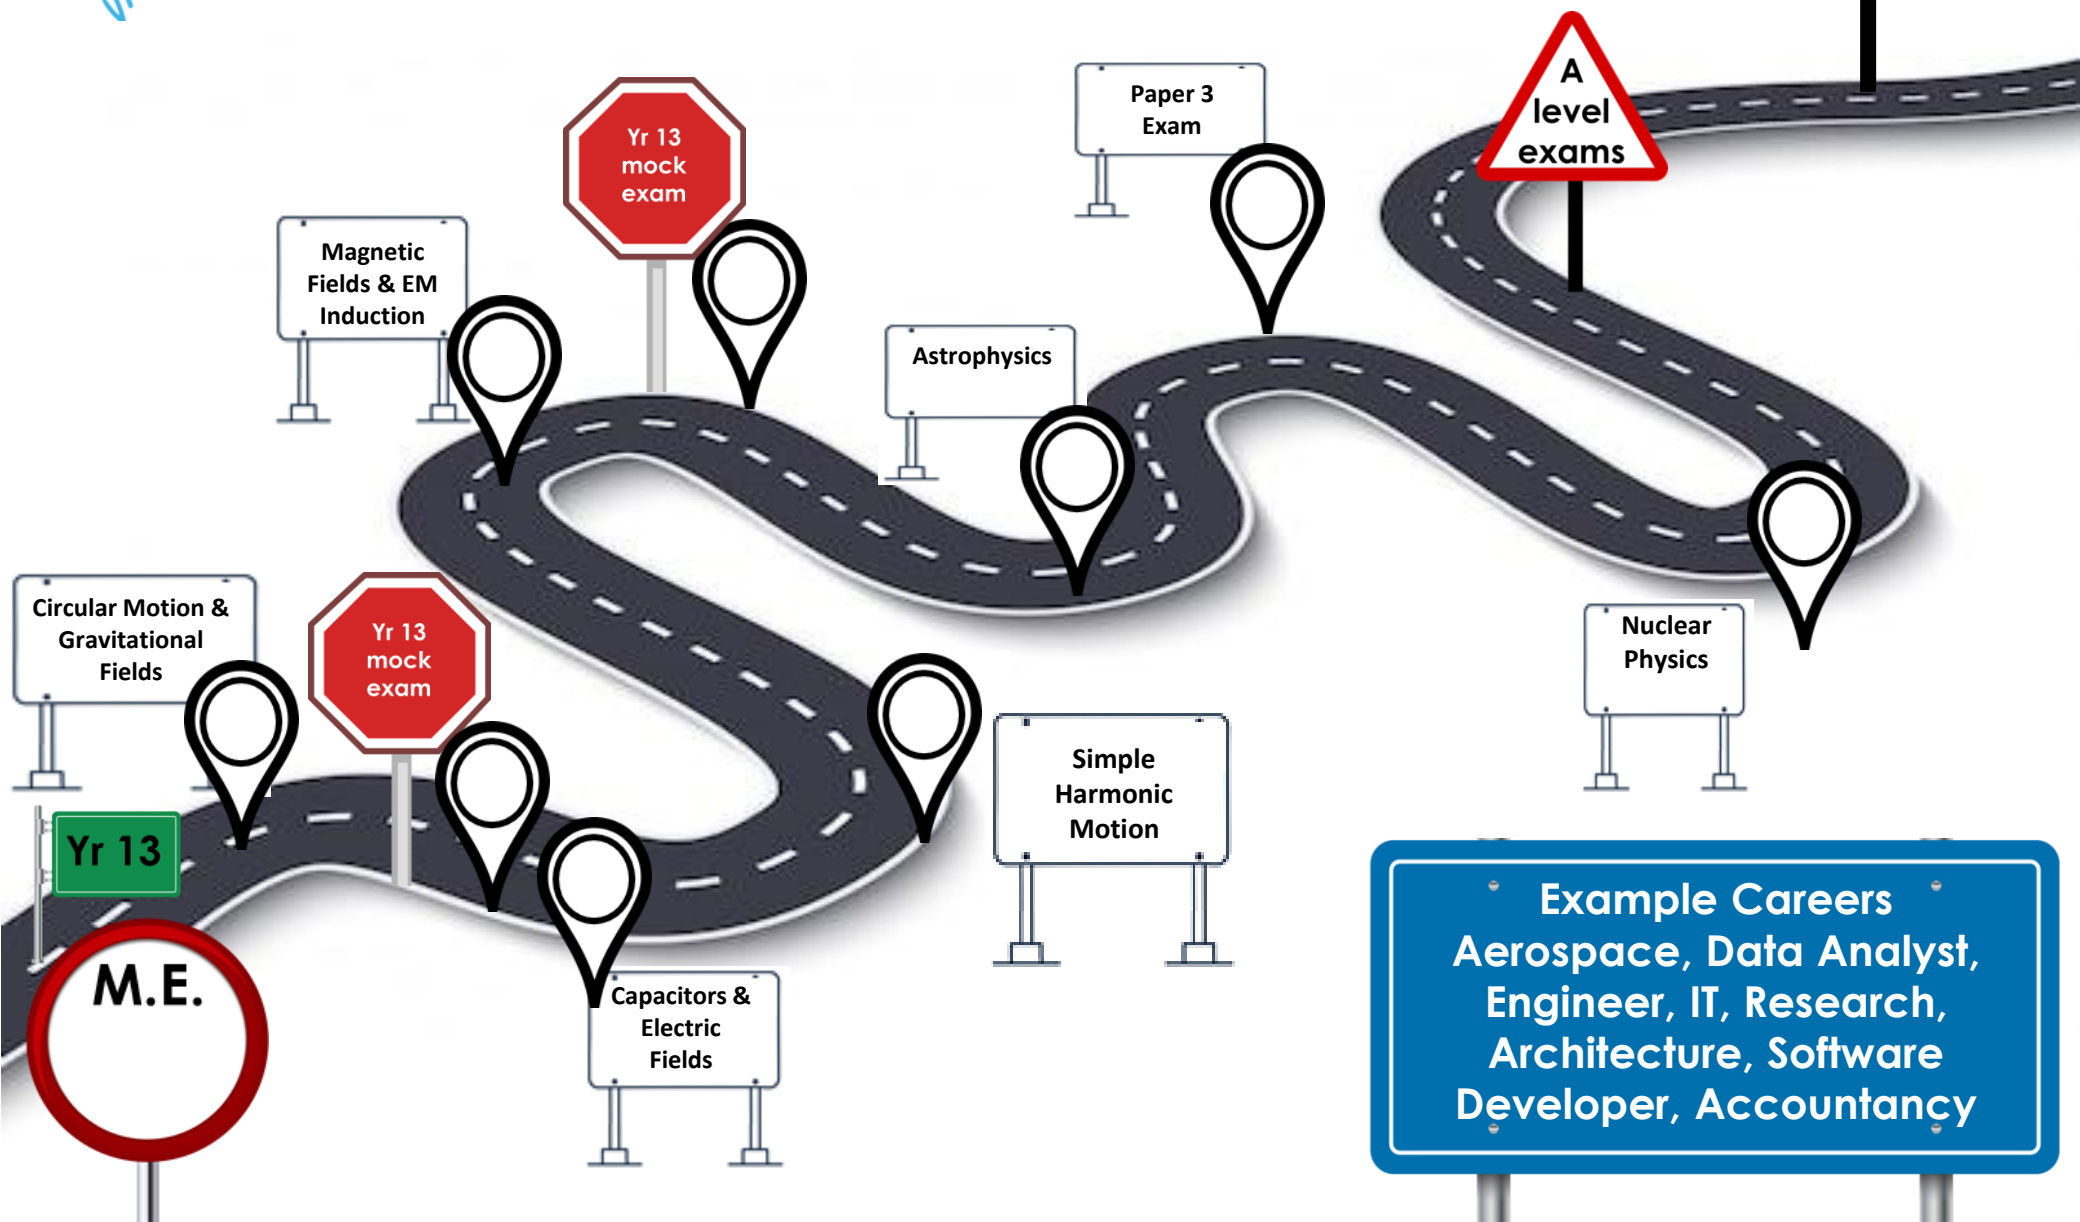 A
level
exams
Paper 3
Exam
Yr 13
mock
exam
Magnetic
Fields & EM
Induction
Astrophysics
Circular Motion &
Gravitational
Fields
Yr 13
mock
exam
Nuclear
Physics
Simple
Harmonic
Motion
Yr 13
M.E.
Capacitors &
Electric
Fields
Example Careers
Aerospace, Data Analyst,
Engineer, IT, Research,
Architecture, Software
Developer, Accountancy